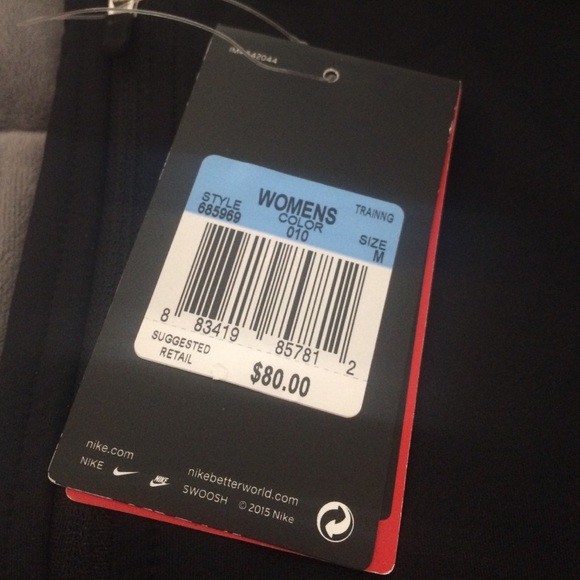 WOMENS
TRAINNG
STYLE
685969
COLOR
010
SIZE
M
8 83419 85781 2
SUGGESTED
RETAIL
$80.00
nike.com
NIKE
nikebetterworld.com
SWOOSH © 2015 Nike